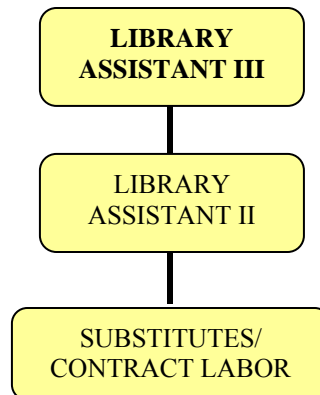 LIBRARY
ASSISTANT III
LIBRARY
ASSISTANT II
SUBSTITUTES/
CONTRACT LABOR